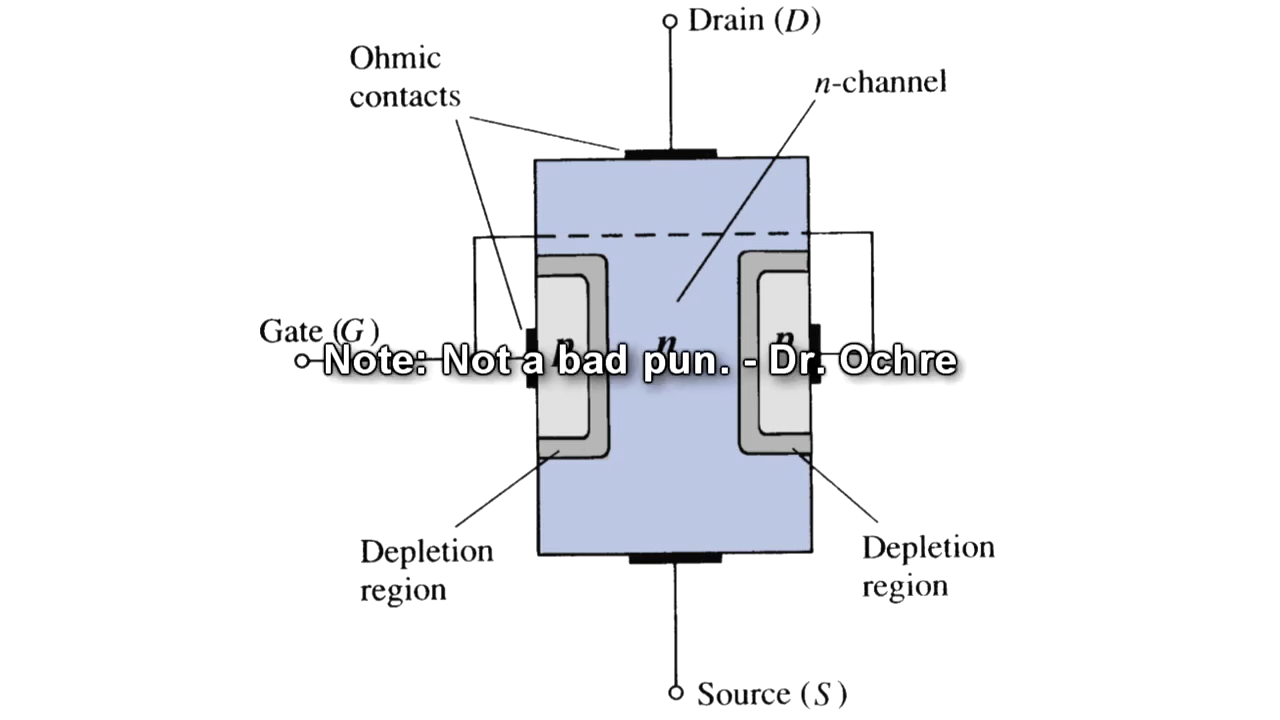 Drain (D)
Ohmic
contacts
n-channel
Gate (G)
p
n
p
Note: Not a bad pun. - Dr. Ochre
Depletion
region
Depletion
region
Source (S)